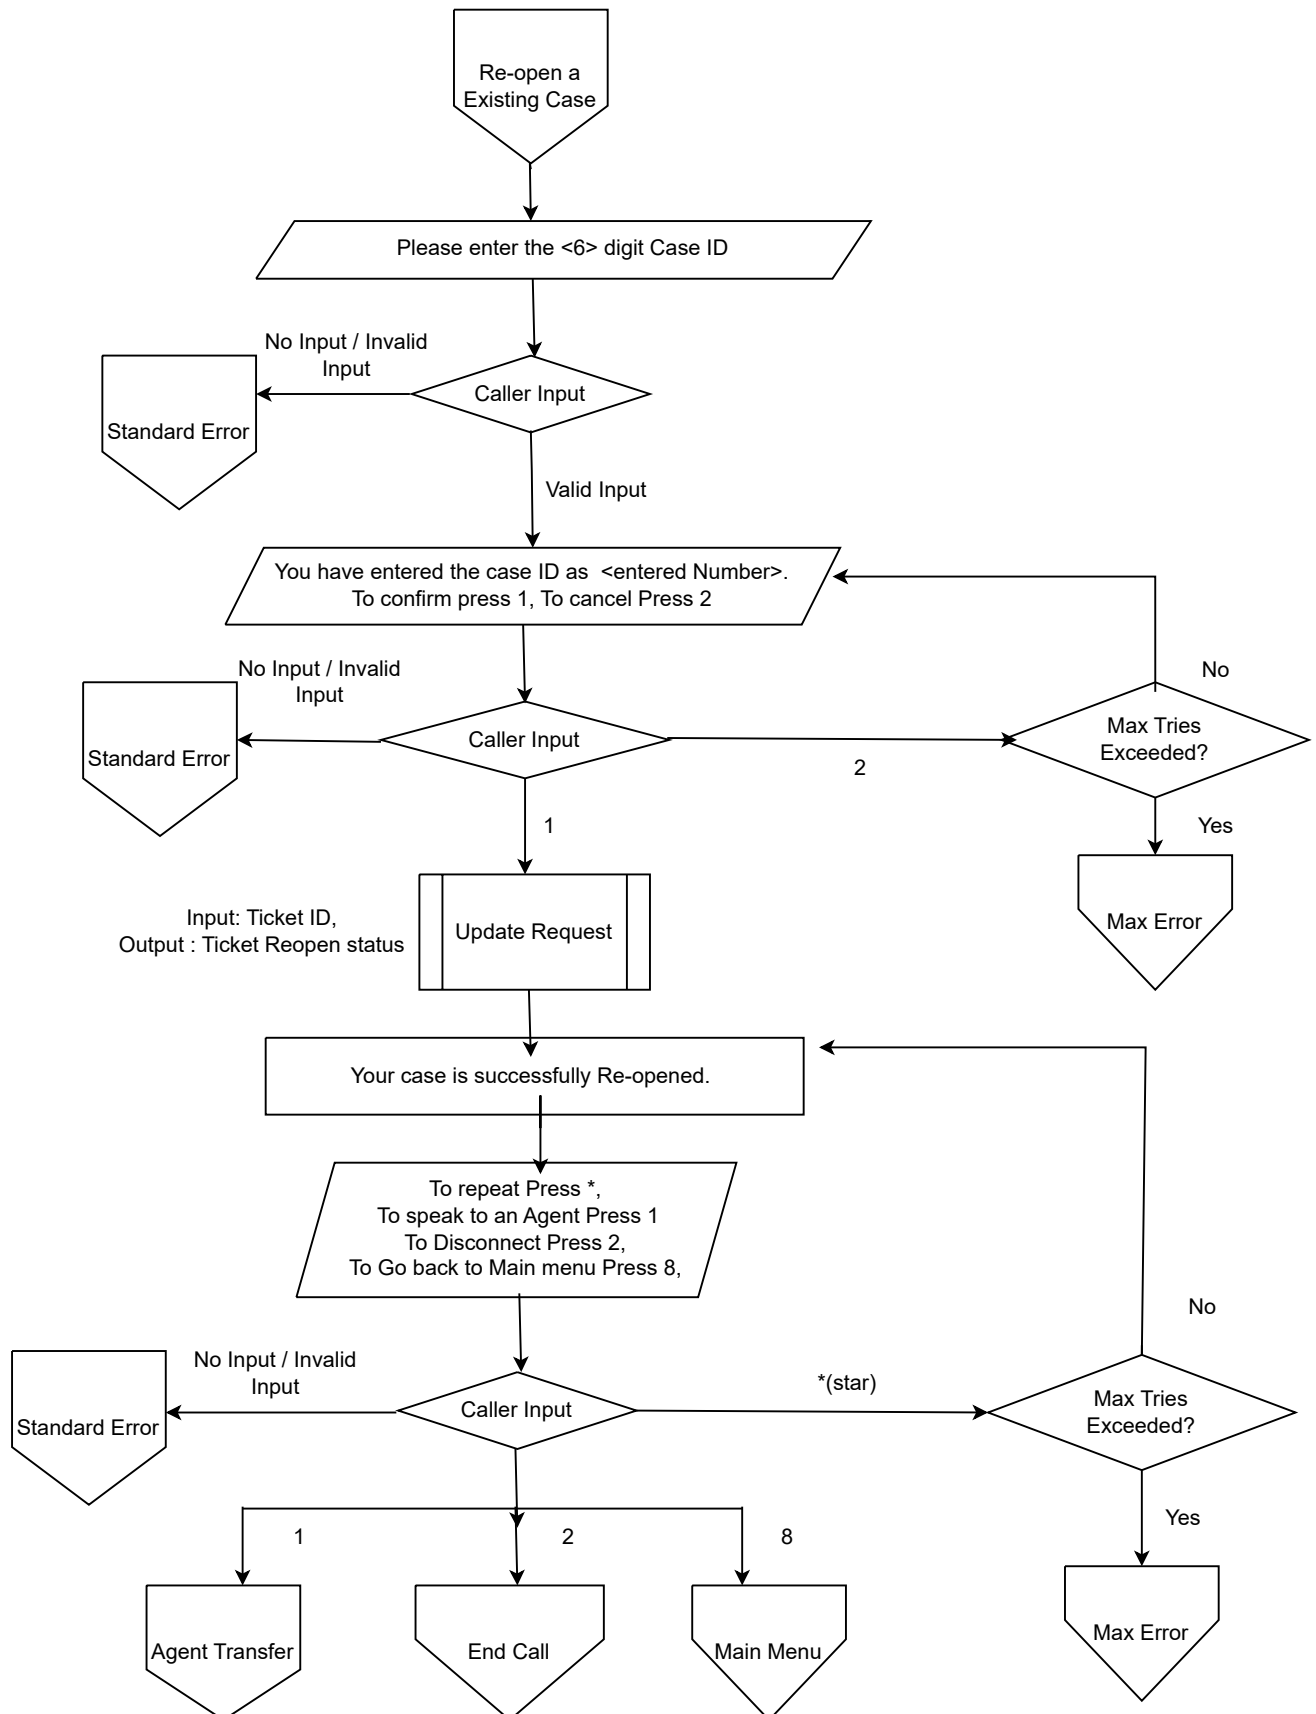 Re-open a
Existing Case
Please enter the <6> digit Case ID
No Input / Invalid
Input
Caller Input
Standard Error
Valid Input
You have entered the case ID as  <entered Number>.
To confirm press 1, To cancel Press 2
No Input / Invalid
Input
No
Standard Error
Caller Input
Max Tries
Exceeded?
2
1
Yes
Input: Ticket ID,
Output : Ticket Reopen status
Update Request
Max Error
Your case is successfully Re-opened.
To repeat Press *,
To speak to an Agent Press 1
To Disconnect Press 2,
To Go back to Main menu Press 8,
No
No Input / Invalid
Input
*(star)
Standard Error
Caller Input
Max Tries
Exceeded?
Yes
1
2
8
Agent Transfer
End Call
Main Menu
Max Error